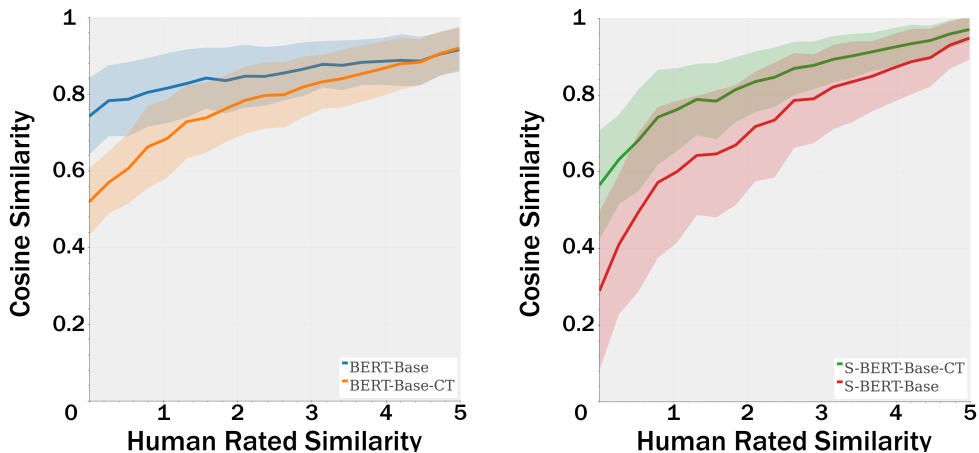 1
0.8
0.6
0.4
0.2
0
1
2
3
4
5
Cosine Similarity
Human Rated Similarity
BERT-Base
BERT-Base-CT
1
0.8
0.6
0.4
0.2
0
1
2
3
4
5
Cosine Similarity
Human Rated Similarity
S-BERT-Base-CT
S-BERT-Base